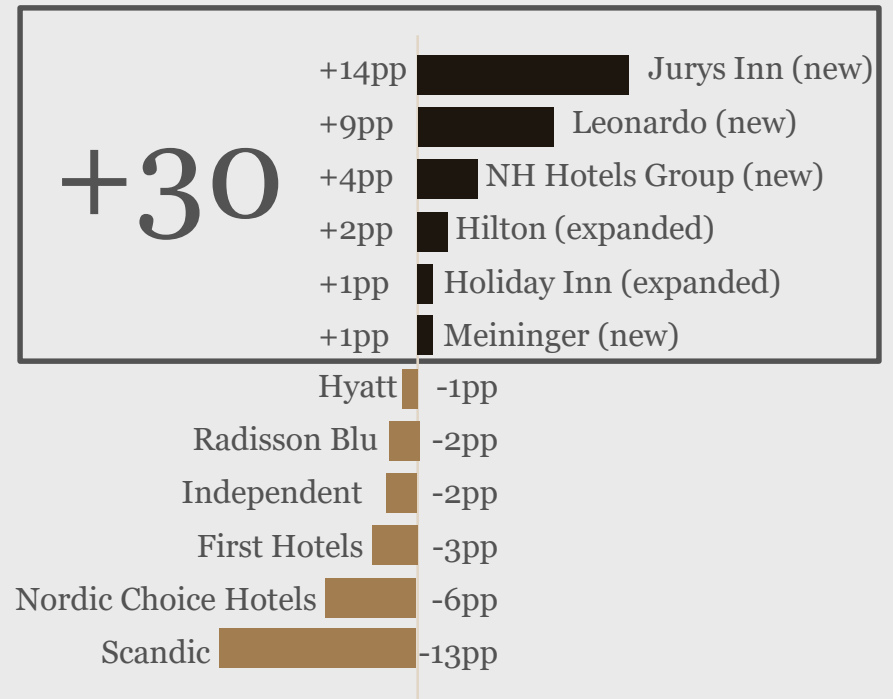 +30
+14pp Jurys Inn (new)
+9pp Leonardo (new)
+4pp NH Hotels Group (new)
+2pp Hilton (expanded)
+1pp Holiday Inn (expanded)
+1pp Meininger (new)
Hyatt -1pp
Radisson Blu -2pp
Independent -2pp
First Hotels -3pp
Nordic Choice Hotels -6pp
Scandic -13pp